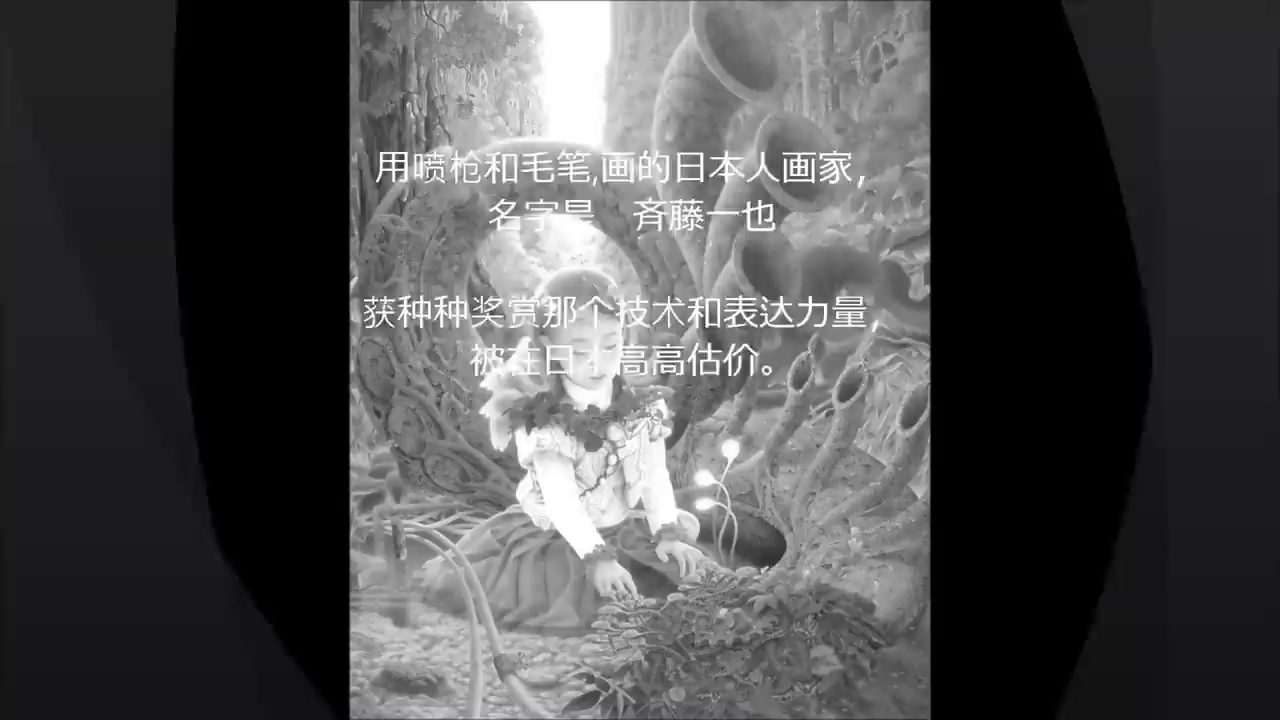 用喷枪和毛笔,画的日本人画家，
名字是　斉藤一也
获种种奖赏那个技术和表达力量，
被在日本高高估价。